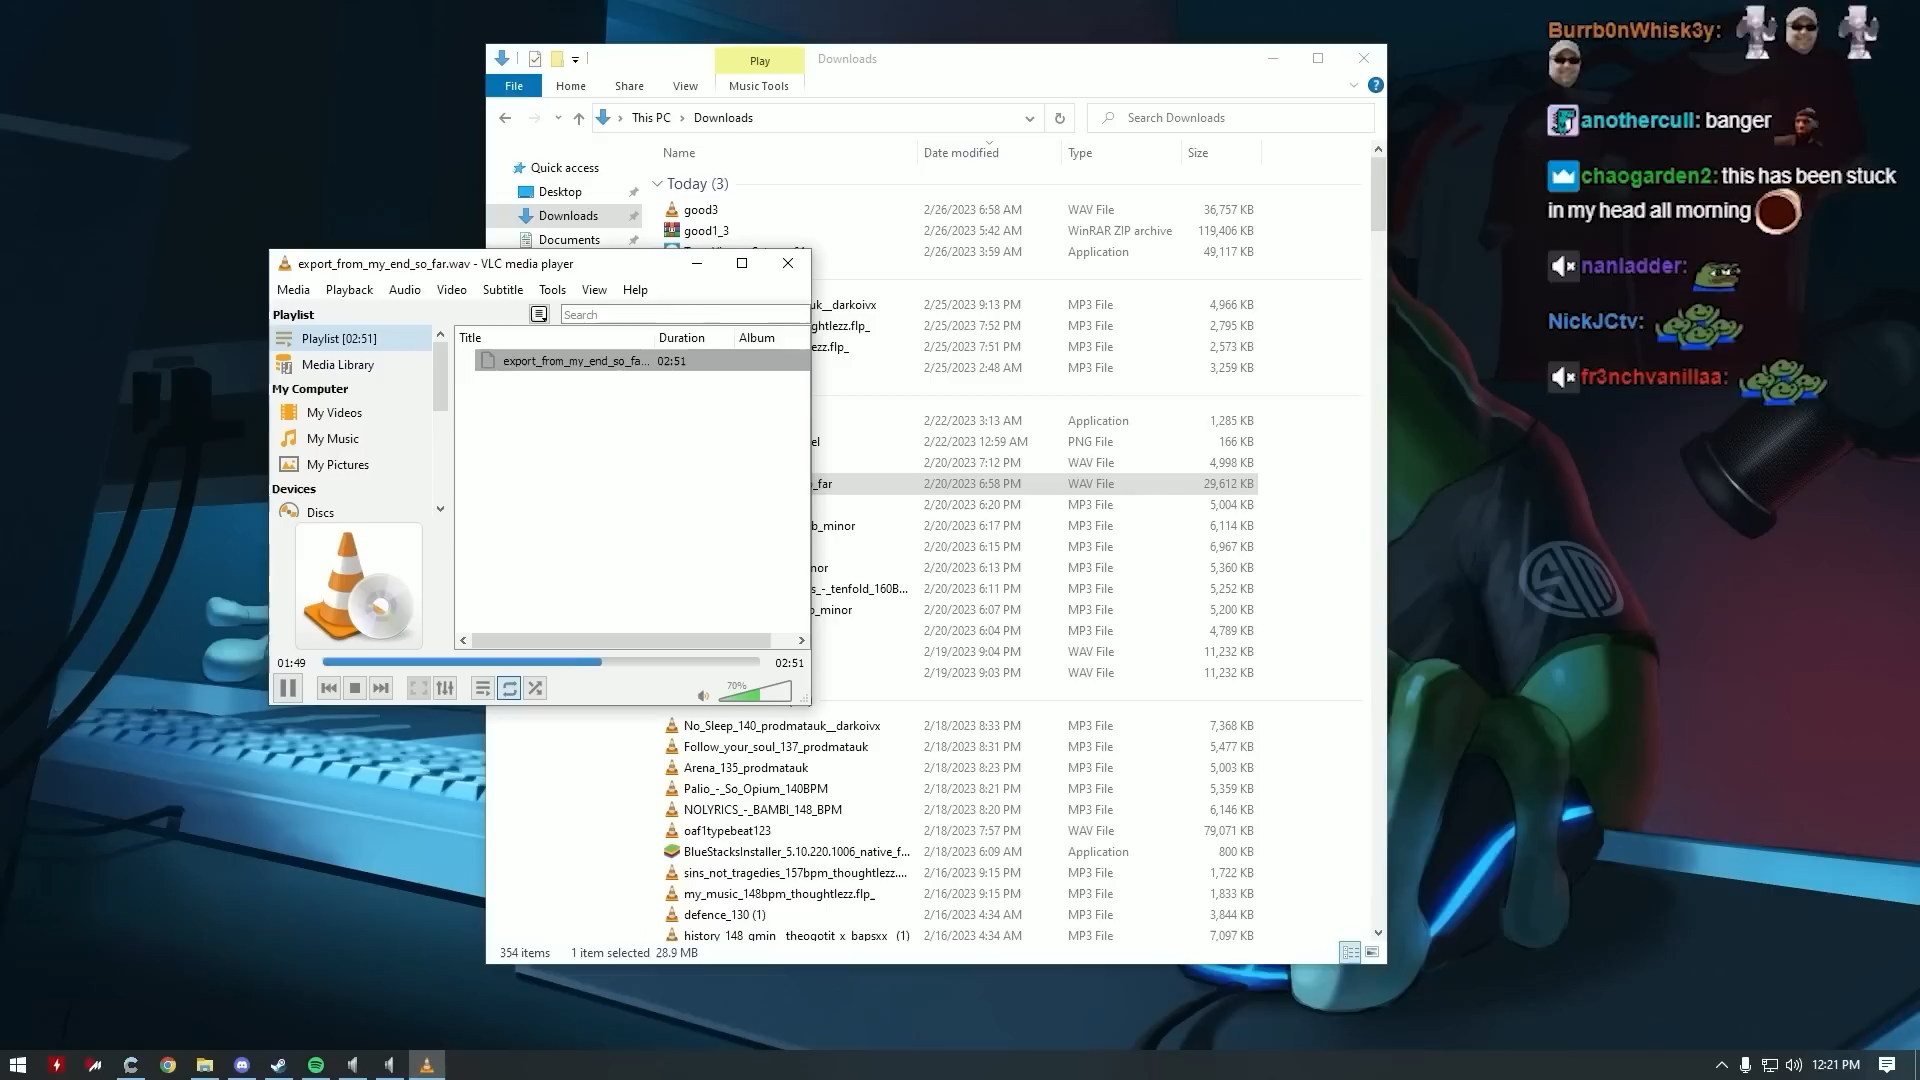 Play
Downloads
File
Home
Share
View
Music Tools
This PC
Downloads
Search Downloads
Quick access
Desktop
Downloads
Documents
Name
Date modified
Type
Size
Today (3)
good3 2/26/2023 6:58 AM WAV File 36,757 KB
good1_3 2/26/2023 5:42 AM WinRAR ZIP archive 119,406 KB
2/26/2023 3:59 AM Application 49,117 KB
uk__darkoivx 2/25/2023 9:13 PM MP3 File 4,966 KB
ghtlezz.flp_ 2/25/2023 7:52 PM MP3 File 2,795 KB
ezz.flp_ 2/25/2023 7:51 PM MP3 File 2,573 KB
2/25/2023 2:48 AM MP3 File 3,259 KB
2/22/2023 3:13 AM Application 1,285 KB
el 2/22/2023 12:59 AM PNG File 166 KB
2/20/2023 7:12 PM WAV File 4,998 KB
_far 2/20/2023 6:58 PM WAV File 29,612 KB
2/20/2023 6:20 PM MP3 File 5,004 KB
b_minor 2/20/2023 6:17 PM MP3 File 6,114 KB
2/20/2023 6:15 PM MP3 File 6,967 KB
nor 2/20/2023 6:13 PM MP3 File 5,360 KB
s_-_tenfold_160B... 2/20/2023 6:11 PM MP3 File 5,252 KB
b_minor 2/20/2023 6:07 PM MP3 File 5,200 KB
2/20/2023 6:04 PM MP3 File 4,789 KB
2/19/2023 9:04 PM MP3 File 11,232 KB
2/19/2023 9:03 PM MP3 File 11,232 KB
No_Sleep_140_prodmatauk__darkoivx 2/18/2023 8:33 PM MP3 File 7,368 KB
Follow_your_soul_137_prodmatauk 2/18/2023 8:31 PM MP3 File 5,477 KB
Arena_135_prodmatauk 2/18/2023 8:23 PM MP3 File 5,003 KB
Palio_-_So_Opium_140BPM 2/18/2023 8:21 PM MP3 File 5,359 KB
NOLYRICS_-_BAMBI_148_BPM 2/18/2023 8:20 PM MP3 File 6,146 KB
oaf1typebeat123 2/18/2023 7:57 PM WAV File 79,071 KB
BlueStacksInstaller_5.10.220.1006_native_f... 2/18/2023 6:09 AM Application 800 KB
sins_not_tragedies_157bpm_thoughtlezz.... 2/16/2023 9:15 PM MP3 File 1,722 KB
my_music_148bpm_thoughtlezz.flp_ 2/16/2023 9:15 PM MP3 File 1,833 KB
defence_130 (1) 2/16/2023 4:34 AM MP3 File 3,844 KB
history_148_gmin__theogotit_x_bapsxx_ (1) 2/16/2023 4:34 AM MP3 File 7,097 KB
354 items 1 item selected 28.9 MB
export_from_my_end_so_far.wav - VLC media player
Media Playback Audio Video Subtitle Tools View Help
Playlist
Search
Playlist [02:51]
Media Library
My Computer
My Videos
My Music
My Pictures
Devices
Discs
Title Duration Album
export_from_my_end_so_fa... 02:51
01:49
02:51
70%
Burrb0nWhisk3y:
anothercull: banger
chaogarden2: this has been stuck
in my head all morning
nanladder:
NickJCtv:
fr3nchvanillaa:
12:21 PM